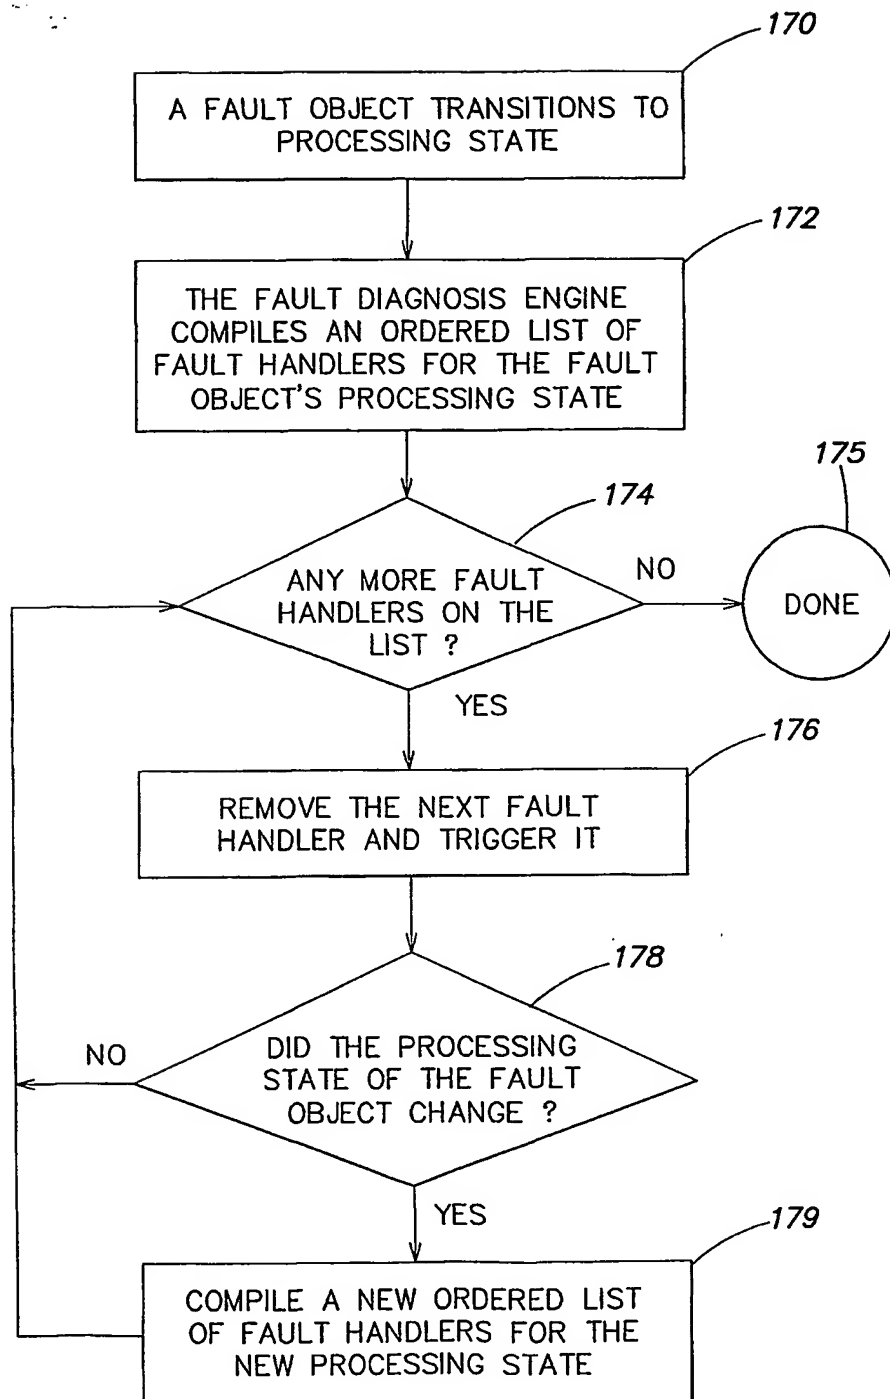 170
A FAULT OBJECT TRANSITIONS TO
PROCESSING STATE
172
THE FAULT DIAGNOSIS ENGINE
COMPILES AN ORDERED LIST OF
FAULT HANDLERS FOR THE FAULT
OBJECT'S PROCESSING STATE
174
175
ANY MORE FAULT
HANDLERS ON THE
LIST ?
NO
DONE
YES
176
REMOVE THE NEXT FAULT
HANDLER AND TRIGGER IT
178
DID THE PROCESSING
STATE OF THE FAULT
OBJECT CHANGE ?
NO
YES
179
COMPILE A NEW ORDERED LIST
OF FAULT HANDLERS FOR THE
NEW PROCESSING STATE